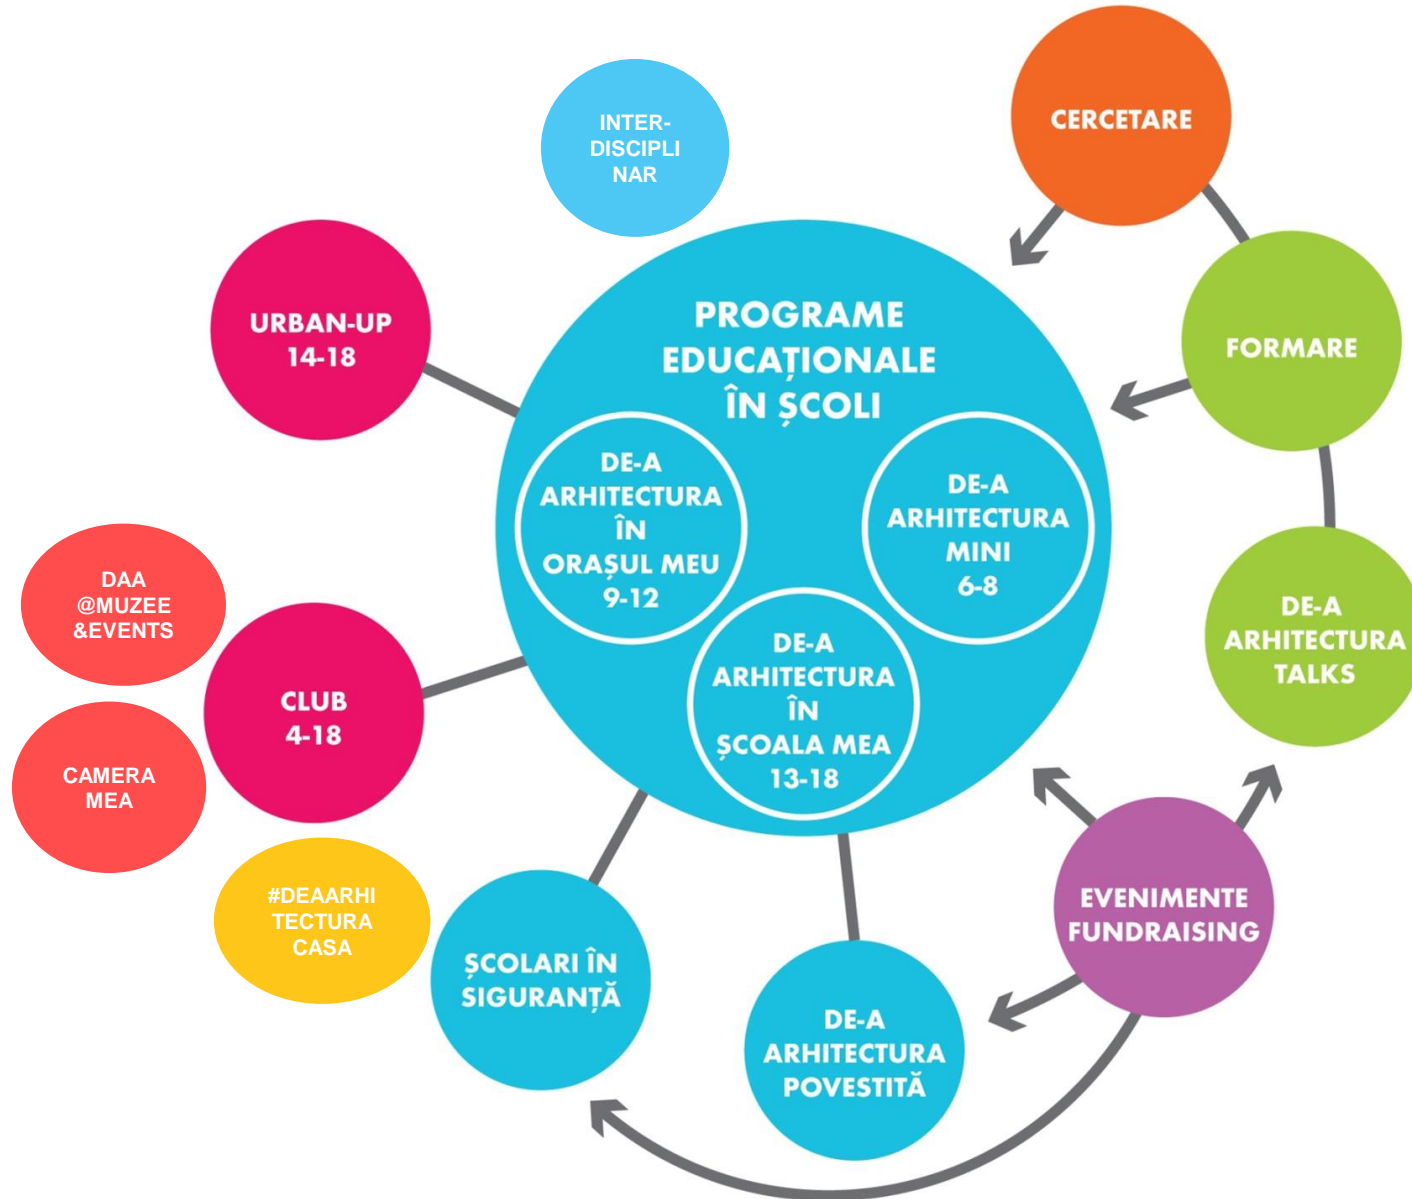 INTER-
DISCIPLI
NAR
CERCETARE
URBAN-UP
14-18
PROGRAME
EDUCAȚIONALE
ÎN ȘCOLI
FORMARE
DE-A
ARHITECTURA
ÎN
ORAȘUL MEU
9-12
DE-A
ARHITECTURA
MINI
6-8
DE-A
ARHITECTURA
ÎN
ȘCOALA MEA
13-18
DAA
@MUZEE
&EVENTS
CLUB
4-18
CAMERA
MEA
DE-A
ARHITECTURA
TALKS
#DEAARHI
TECTURA
CASA
ȘCOLARI ÎN
SIGURANȚĂ
DE-A
ARHITECTURA
POVESTITĂ
EVENIMENTE
FUNDRAISING